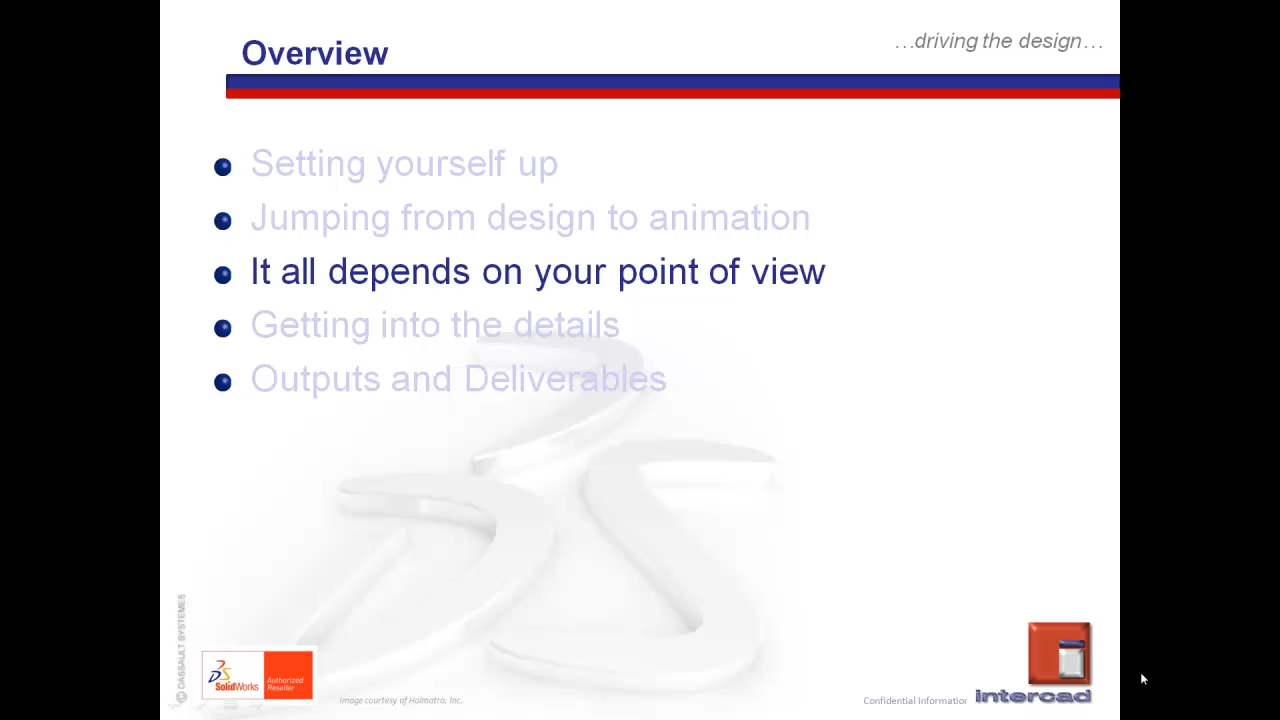 Overview
…driving the design…
Setting yourself up
Jumping from design to animation
It all depends on your point of view
Getting into the details
Outputs and Deliverables
© DASSAULT SYSTEMES
SolidWorks
Authorized
Reseller
Image courtesy of Holmatro, Inc.
Confidential Information
intercad